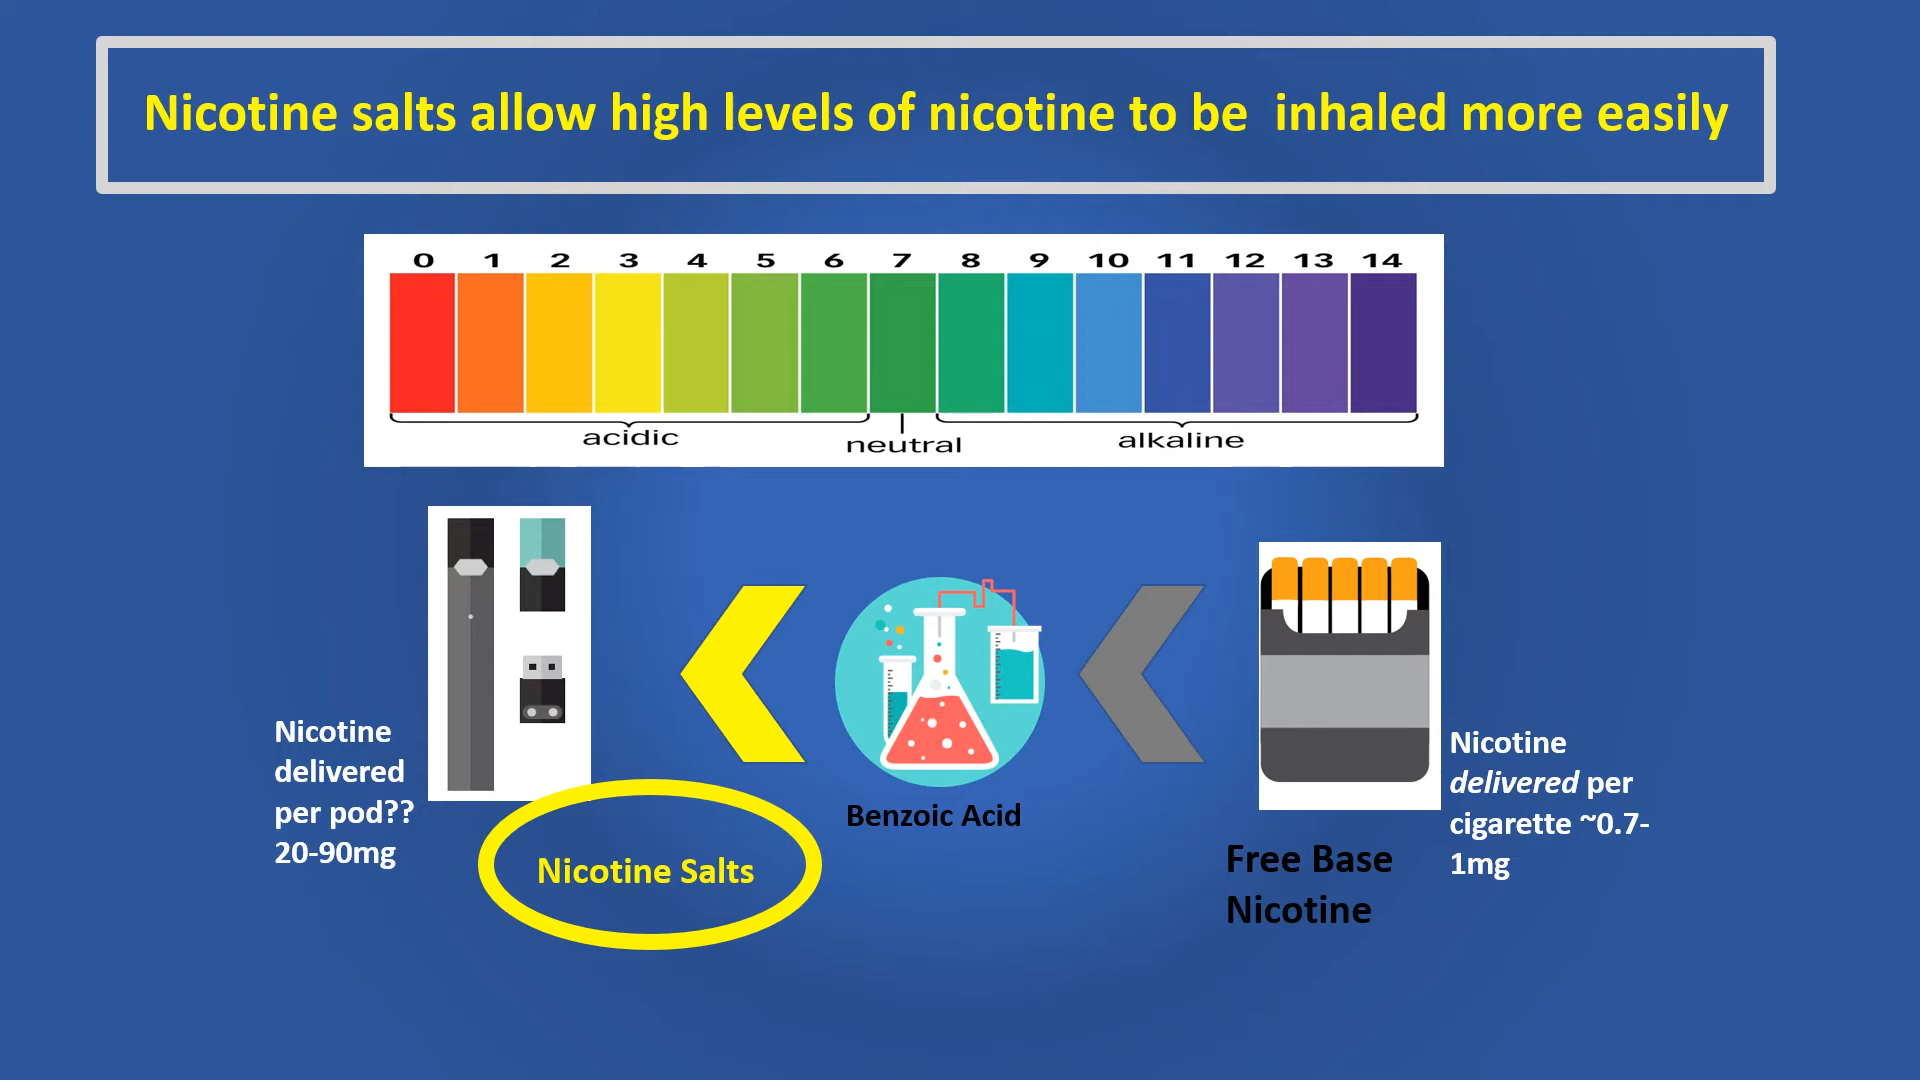 Nicotine salts allow high levels of nicotine to be  inhaled more easily
0 1 2 3 4 5 6 7 8 9 10 11 12 13 14
acidic
neutral
alkaline
Nicotine
delivered
per pod??
20-90mg
Nicotine Salts
Benzoic Acid
Free Base
Nicotine
Nicotine
delivered per
cigarette ~0.7-
1mg